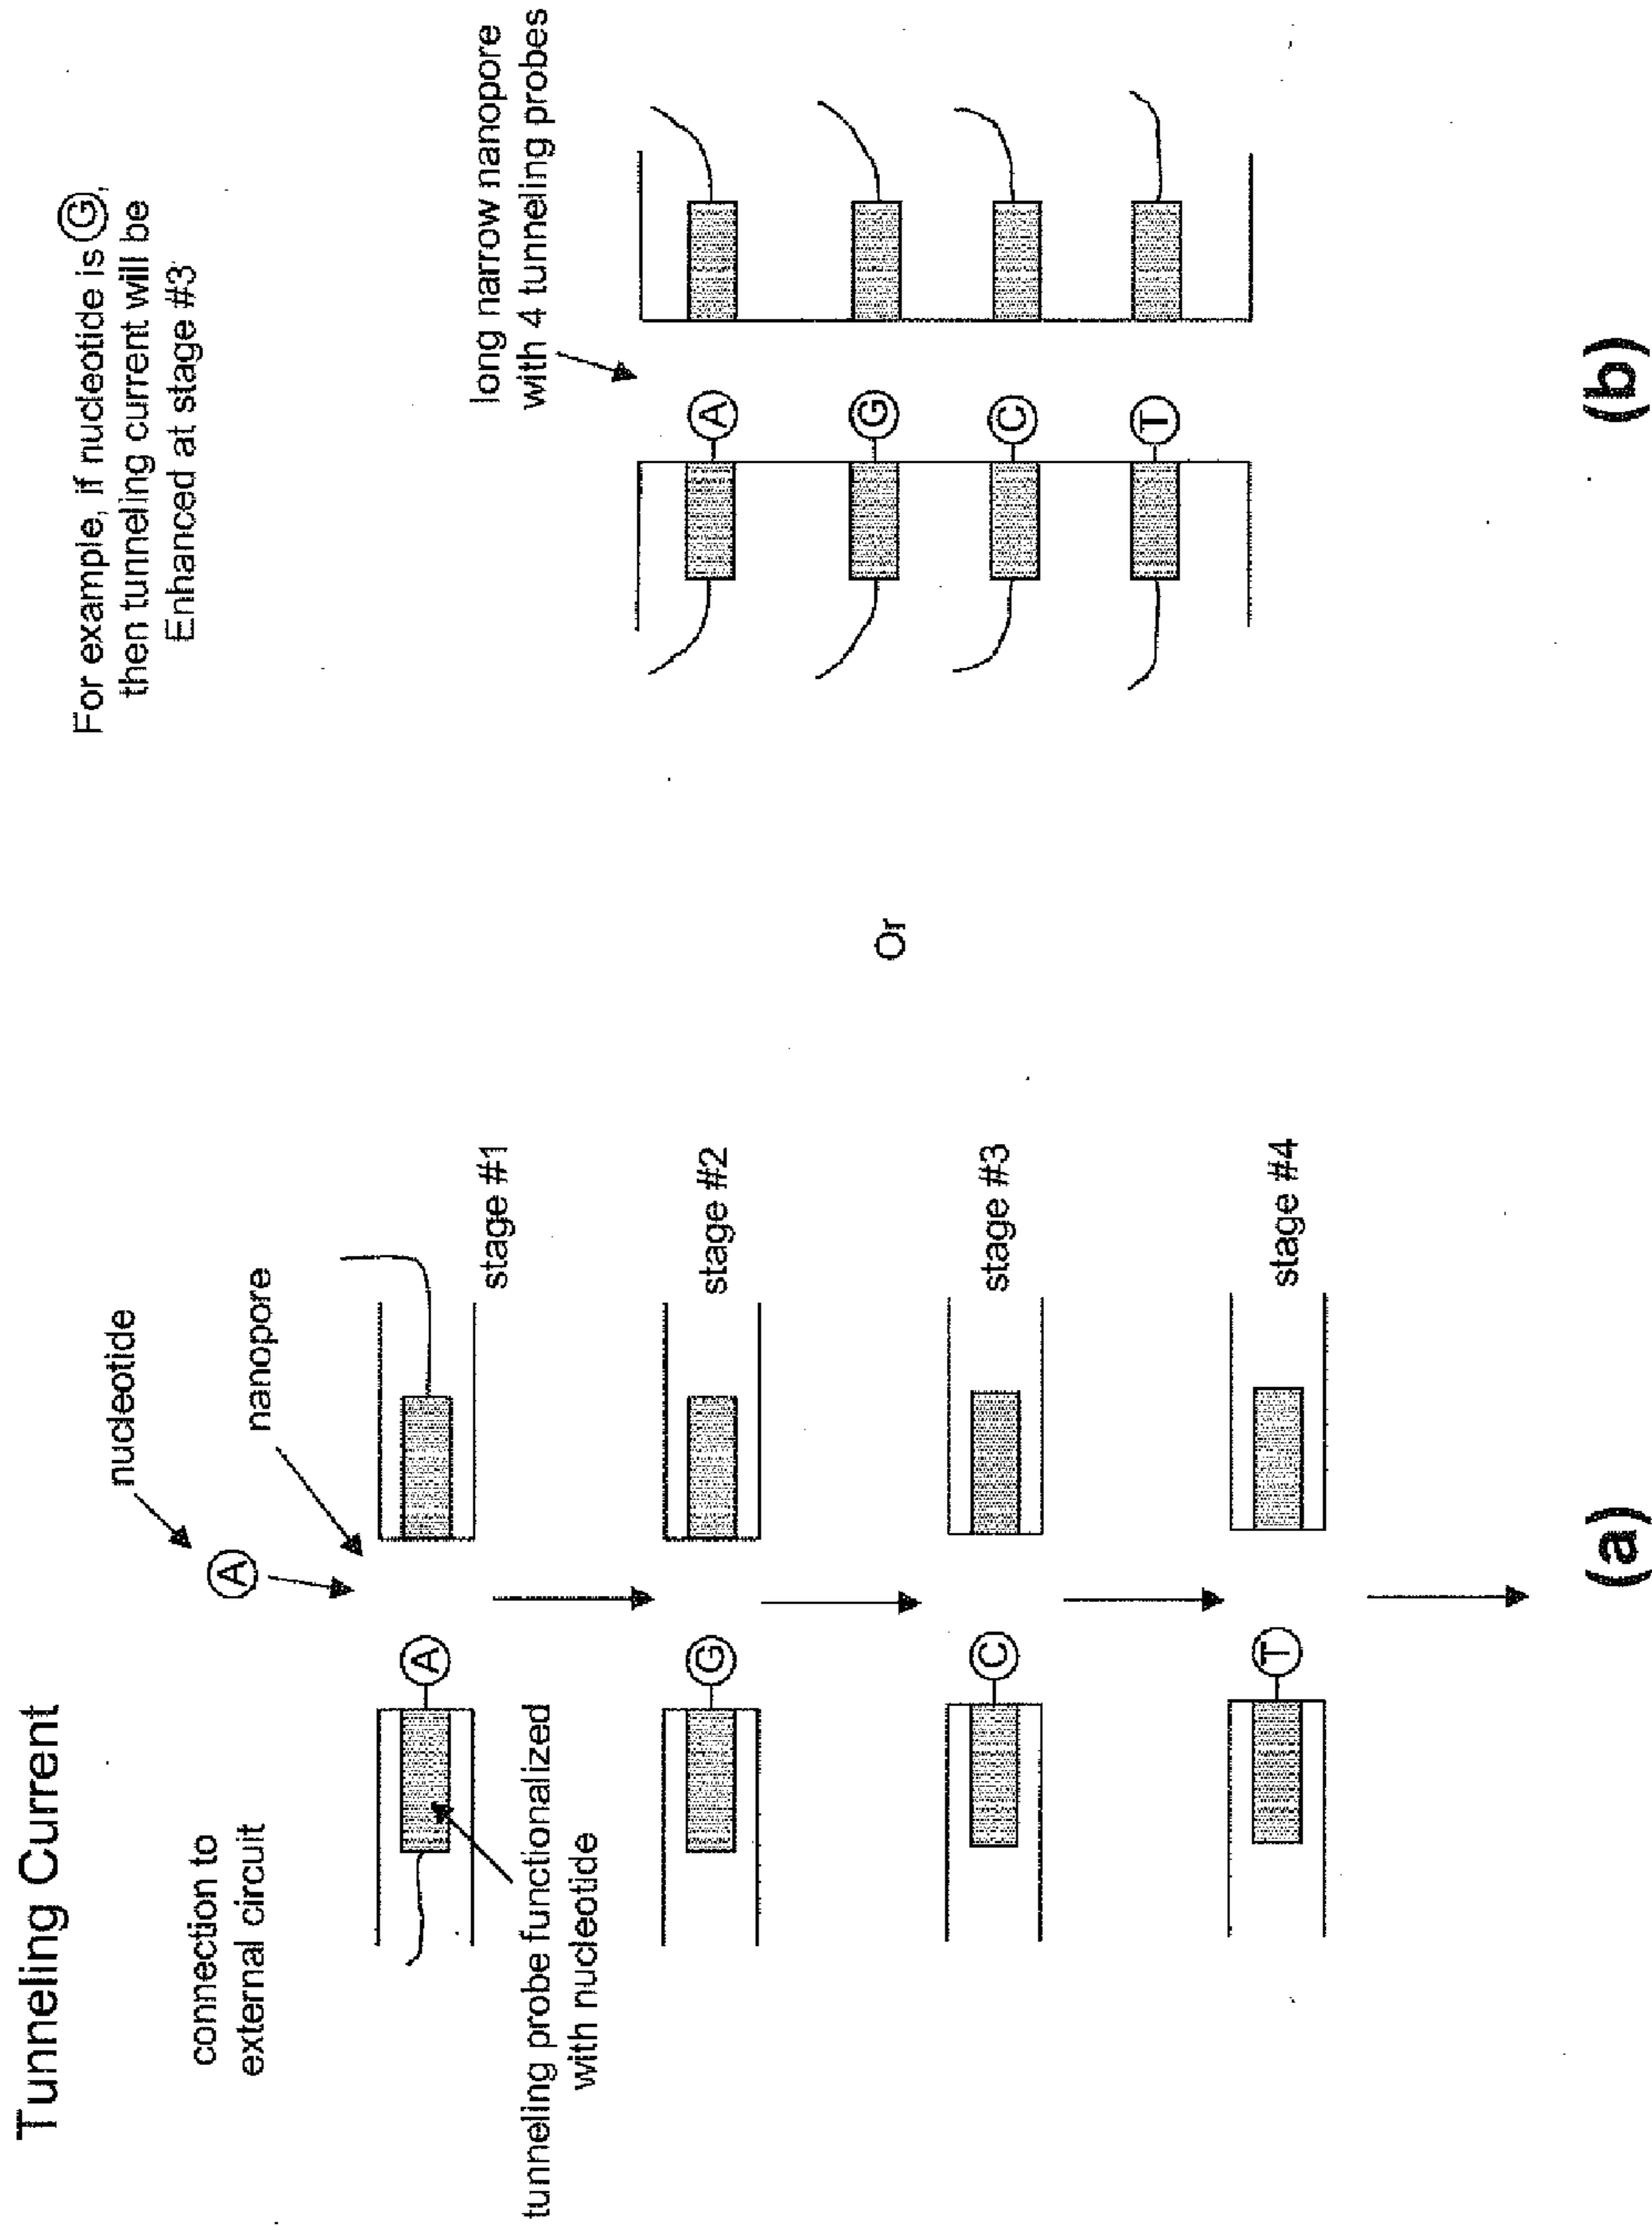 Tunneling Current
connection to
external circuit
nucleotide
A
nanopore
A
stage #1
tunneling probe functionalized
with nucleotide
G
stage #2
C
stage #3
T
stage #4
(a)
Or
For example, if nucleotide is G,
then tunneling current will be
Enhanced at stage #3
long narrow nanopore
with 4 tunneling probes
A
G
C
T
(b)